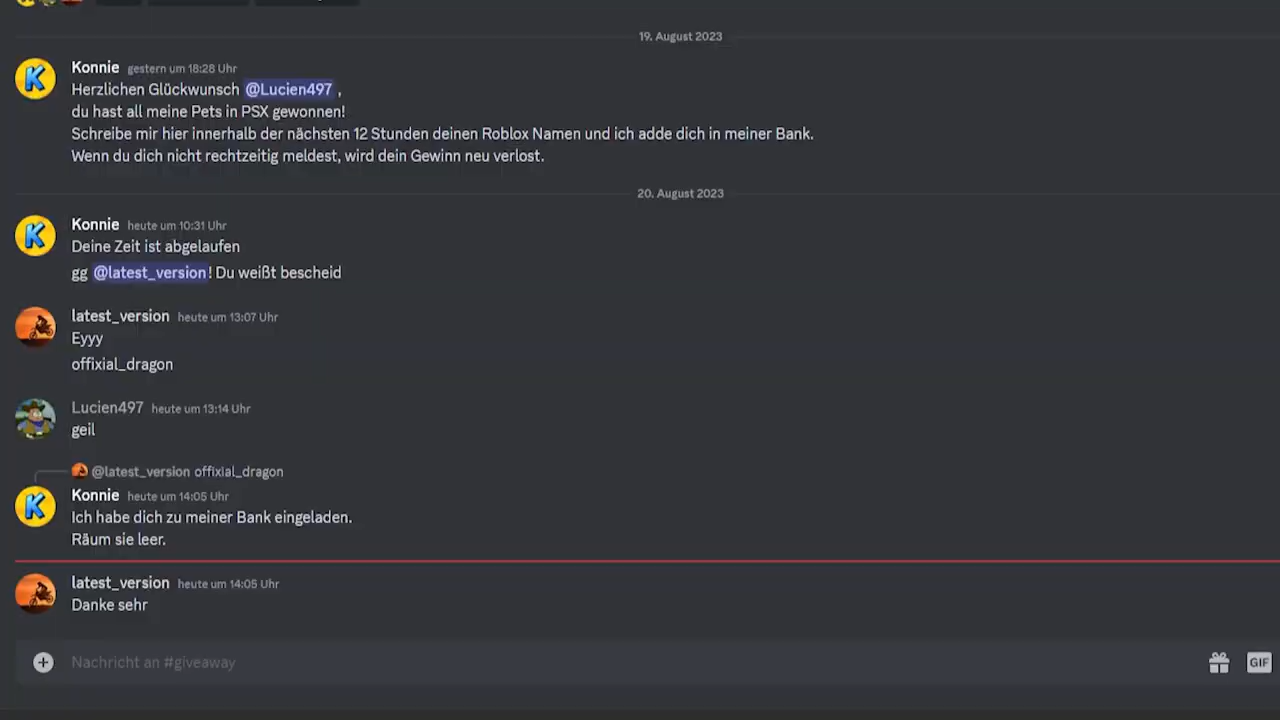 19. August 2023
Konnie gestern um 18:28 Uhr
Herzlichen Glückwunsch @Lucien497 ,
du hast all meine Pets in PSX gewonnen!
Schreibe mir hier innerhalb der nächsten 12 Stunden deinen Roblox Namen und ich adde dich in meiner Bank.
Wenn du dich nicht rechtzeitig meldest, wird dein Gewinn neu verlost.
20. August 2023
Konnie heute um 10:31 Uhr
Deine Zeit ist abgelaufen
gg @latest_version! Du weißt bescheid
latest_version heute um 13:07 Uhr
Eyyy
offixial_dragon
Lucien497 heute um 13:14 Uhr
geil
@latest_version offixial_dragon
Konnie heute um 14:05 Uhr
Ich habe dich zu meiner Bank eingeladen.
Räum sie leer.
latest_version heute um 14:05 Uhr
Danke sehr
Nachricht an #giveaway
GIF